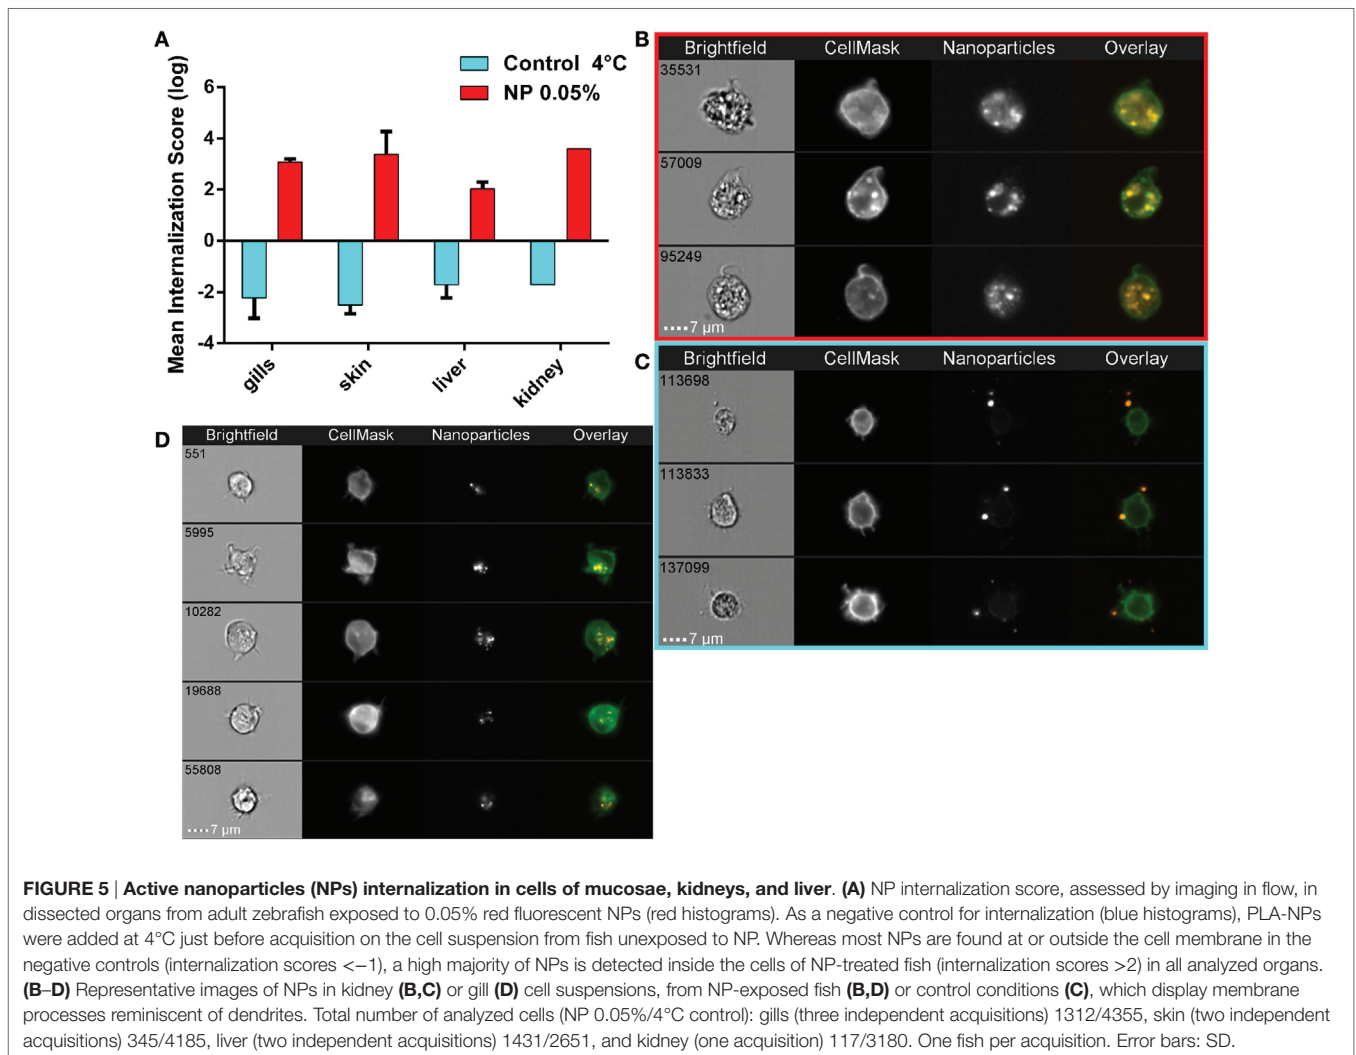 A
Control 4°C
NP 0.05%
Mean Internalization Score (log)
6
4
2
0
-2
-4
gills
skin
liver
kidney
B
Brightfield CellMask Nanoparticles Overlay
35531
57009
95249
7 µm
C
Brightfield CellMask Nanoparticles Overlay
113698
113833
137099
7 µm
D
Brightfield CellMask Nanoparticles Overlay
551
5995
10282
19688
55808
7 µm
FIGURE 5 | Active nanoparticles (NPs) internalization in cells of mucosae, kidneys, and liver. (A) NP internalization score, assessed by imaging in flow, in
dissected organs from adult zebrafish exposed to 0.05% red fluorescent NPs (red histograms). As a negative control for internalization (blue histograms), PLA-NPs
were added at 4°C just before acquisition on the cell suspension from fish unexposed to NP. Whereas most NPs are found at or outside the cell membrane in the
negative controls (internalization scores <−1), a high majority of NPs is detected inside the cells of NP-treated fish (internalization scores >2) in all analyzed organs.
(B–D) Representative images of NPs in kidney (B,C) or gill (D) cell suspensions, from NP-exposed fish (B,D) or control conditions (C), which display membrane
processes reminiscent of dendrites. Total number of analyzed cells (NP 0.05%/4°C control): gills (three independent acquisitions) 1312/4355, skin (two independent
acquisitions) 345/4185, liver (two independent acquisitions) 1431/2651, and kidney (one acquisition) 117/3180. One fish per acquisition. Error bars: SD.